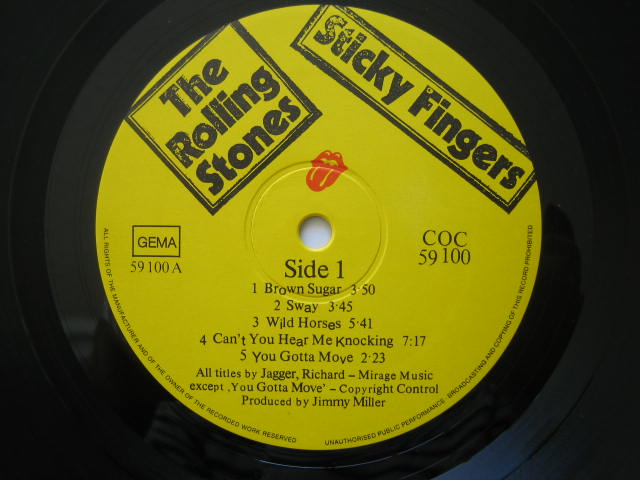 The
Rolling
Stones
Sticky Fingers
GEMA
59 100 A
COC
59 100
Side 1
1 Brown Sugar 3·50
2 Sway 3·45
3 Wild Horses 5·41
4 Can't You Hear Me Knocking 7:17
5 You Gotta Move 2·23
All titles by Jagger, Richard – Mirage Music
except ‚You Gotta Move' – Copyright Control
Produced by Jimmy Miller
ALL RIGHTS OF THE MANUFACTURER AND OF THE OWNER OF THE RECORDED WORK RESERVED
UNAUTHORISED PUBLIC PERFORMANCE, BROADCASTING AND COPYING OF THIS RECORD PROHIBITED